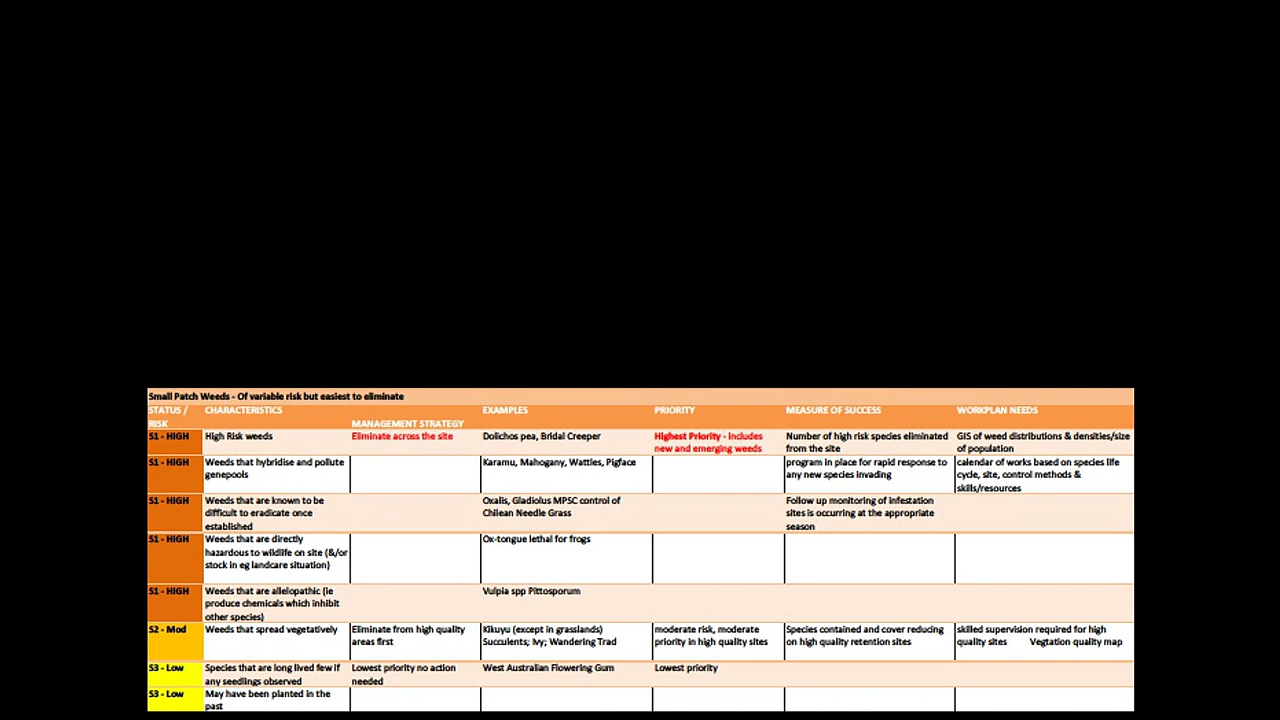 Small Patch Weeds - Of variable risk but easiest to eliminate
STATUS / RISK CHARACTERISTICS MANAGEMENT STRATEGY EXAMPLES PRIORITY MEASURE OF SUCCESS WORKPLAN NEEDS
S1 - HIGH High Risk weeds Eliminate across the site Dolichos pea, Bridal Creeper Highest Priority - includes Number of high risk species eliminated GIS of weed distributions & densities/size
new and emerging weeds from the site of population
S1 - HIGH Weeds that hybridise and pollute Karamu, Mahogany, Wattles, Pigface program in place for rapid response to calendar of works based on species life
genepools any new species invading cycle, site, control methods &
skills/resources
S1 - HIGH Weeds that are known to be Oxalis, Gladiolus MPSC control of Follow up monitoring of infestation
difficult to eradicate once Chilean Needle Grass sites is occurring at the appropriate
established season
S1 - HIGH Weeds that are directly Ox-tongue lethal for frogs
hazardous to wildlife on site (&/or
stock in eg landcare situation)
S1 - HIGH Weeds that are allelopathic (ie Vulpia spp Pittosporum
produce chemicals which inhibit
other species)
S2 - Mod Weeds that spread vegetatively Eliminate from high quality Kikuyu (except in grasslands) moderate risk, moderate Species contained and cover reducing skilled supervision required for high
areas first Succulents; Ivy; Wandering Trad priority in high quality sites on high quality retention sites quality sites Vegtation quality map
S3 - Low Species that are long lived few if Lowest priority no action West Australian Flowering Gum Lowest priority
any seedlings observed needed
S3 - Low May have been planted in the
past